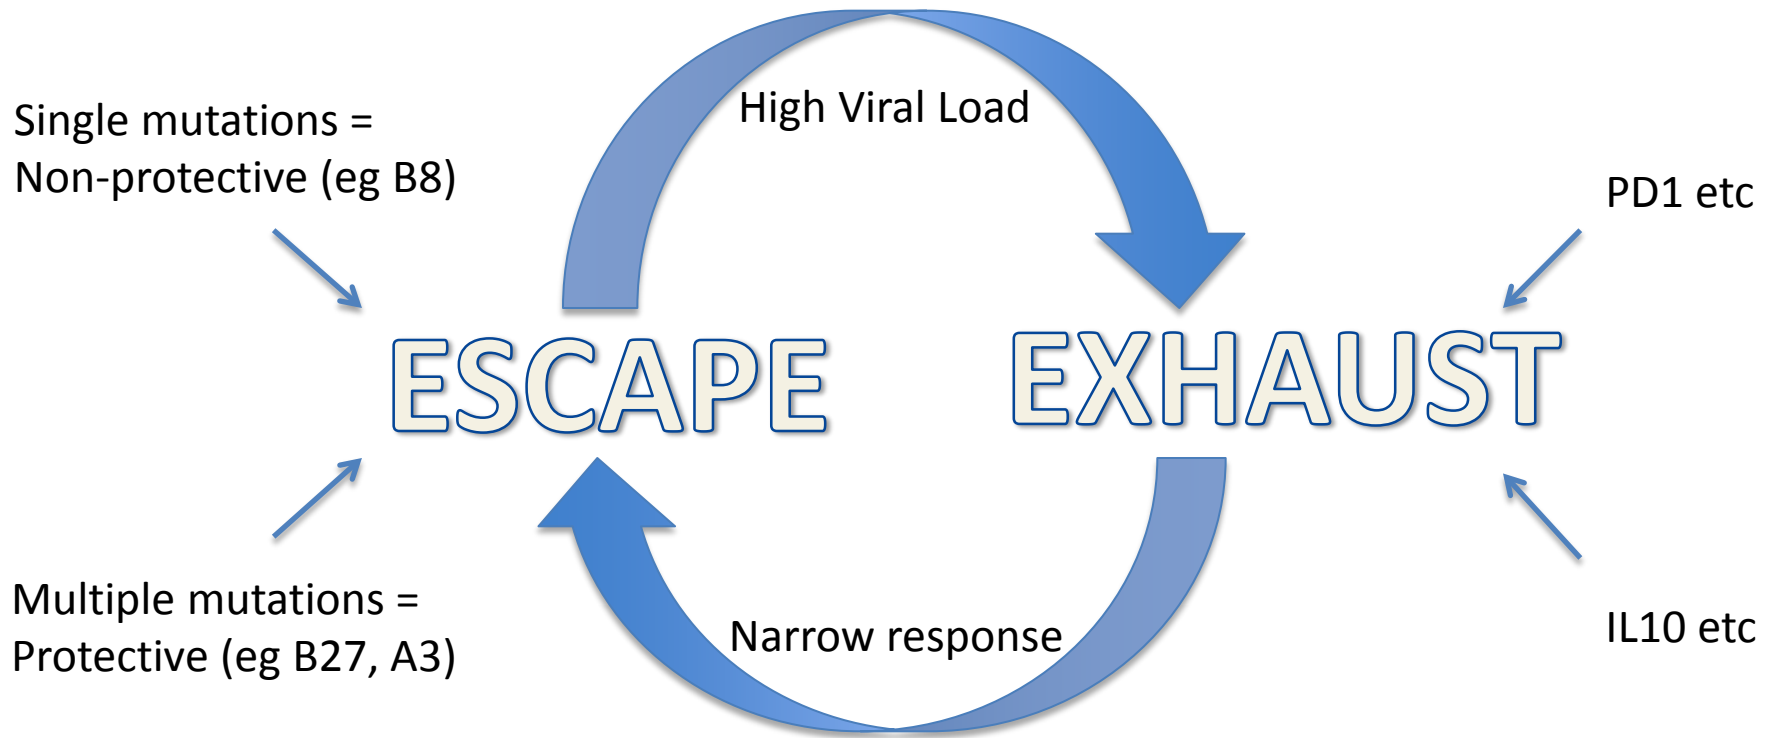 High Viral Load
Single mutations =
Non-protective (eg B8)
PD1 etc
ESCAPE
EXHAUST
Multiple mutations =
Protective (eg B27, A3)
Narrow response
IL10 etc